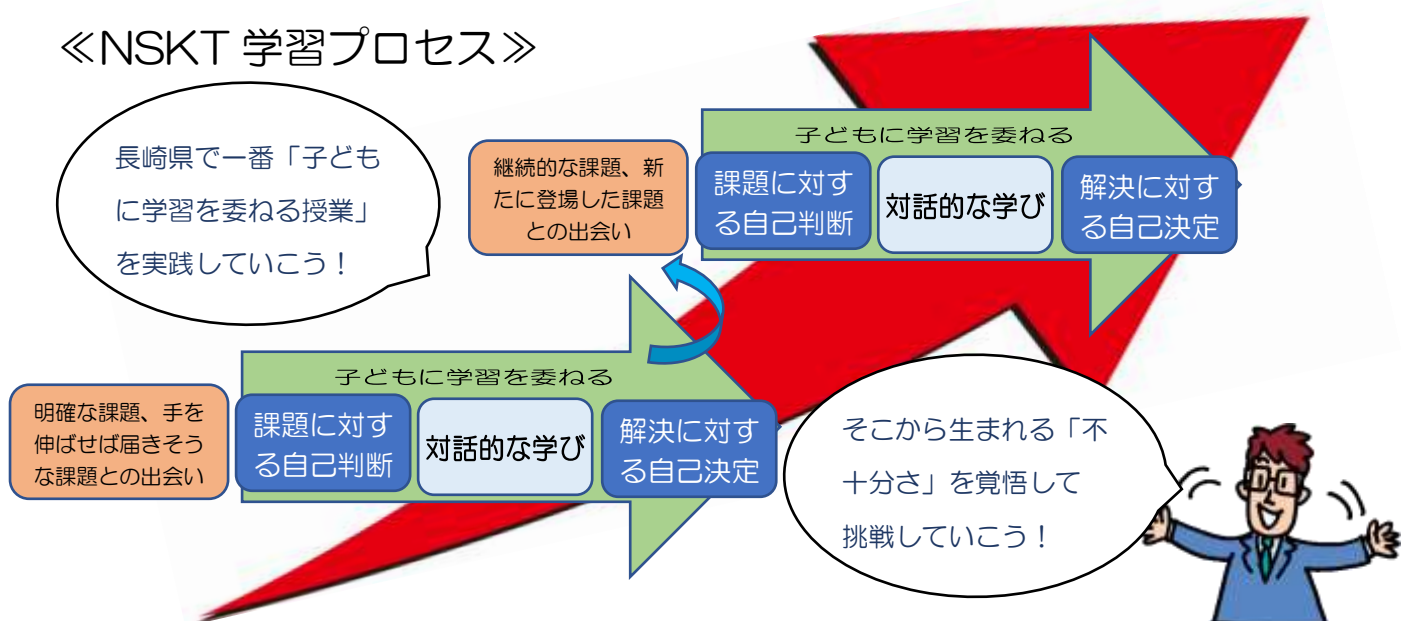 ≪NSKT 学習プロセス≫
長崎県で一番「子ども
に学習を委ねる授業」
を実践していこう！
子どもに学習を委ねる
継続的な課題、新
たに登場した課題
との出会い
課題に対す
る自己判断
対話的な学び
解決に対す
る自己決定
子どもに学習を委ねる
明確な課題、手を
伸ばせば届きそう
な課題との出会い
課題に対す
る自己判断
対話的な学び
解決に対す
る自己決定
そこから生まれる「不
十分さ」を覚悟して
挑戦していこう！